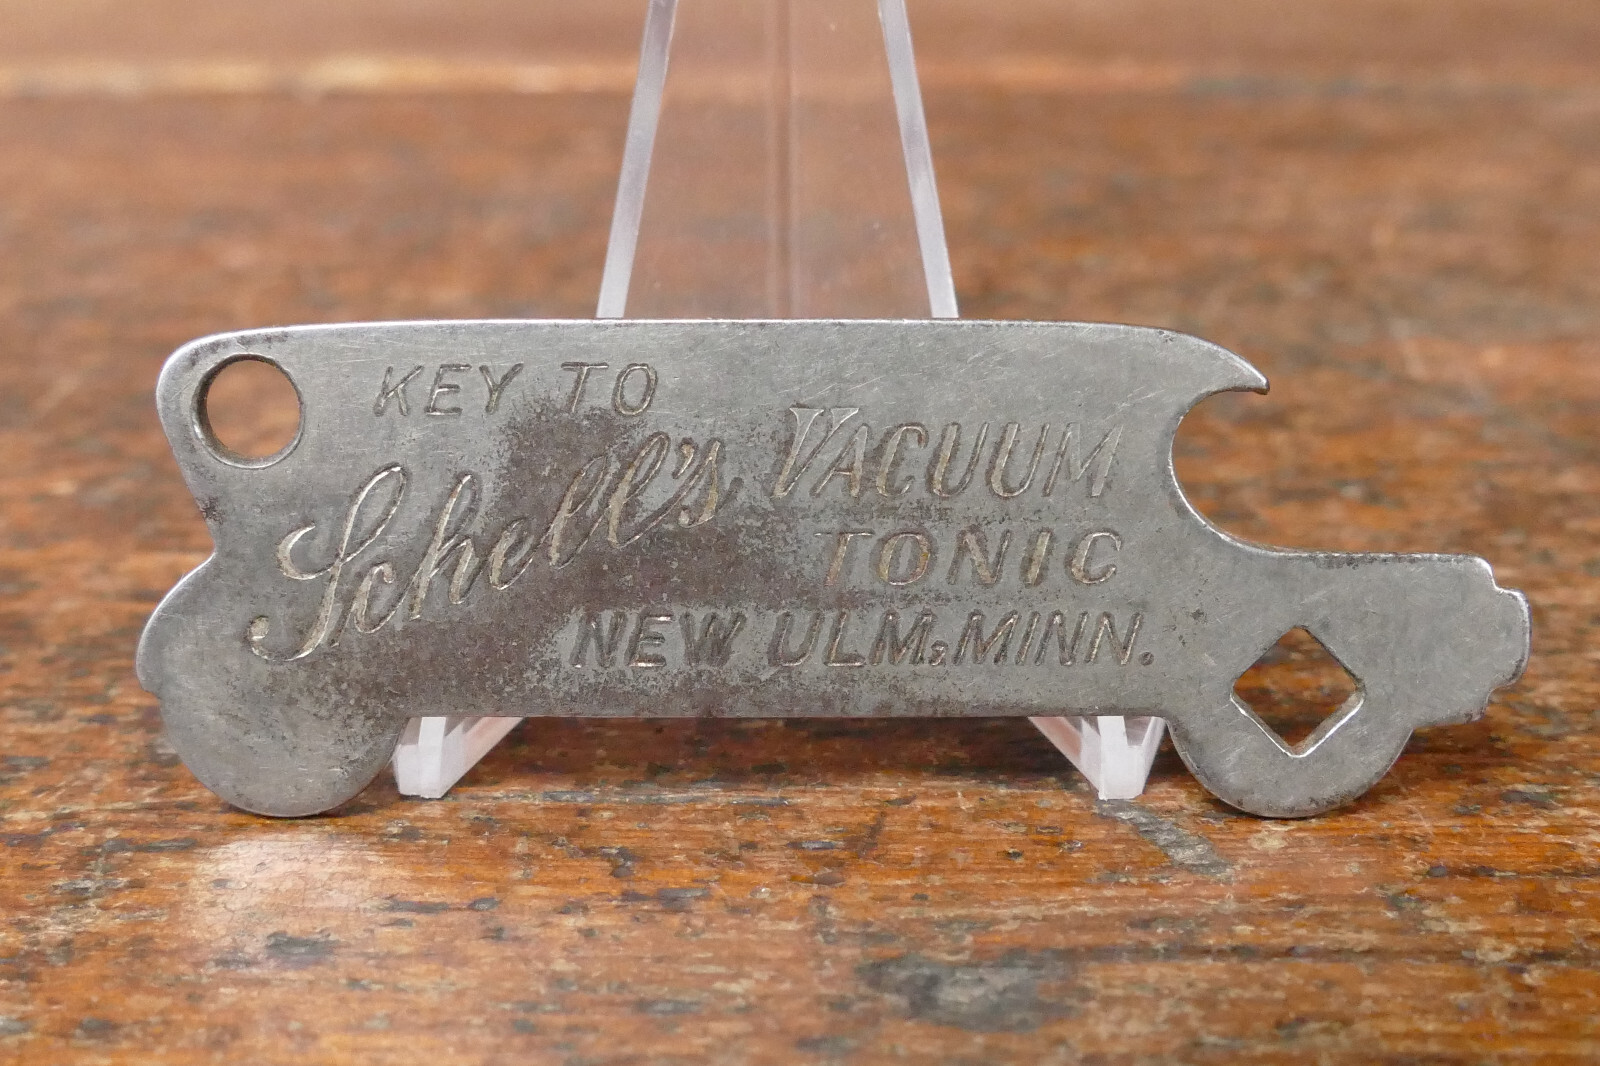 KEY TO
Schell's VACUUM
TONIC
NEW ULM, MINN.